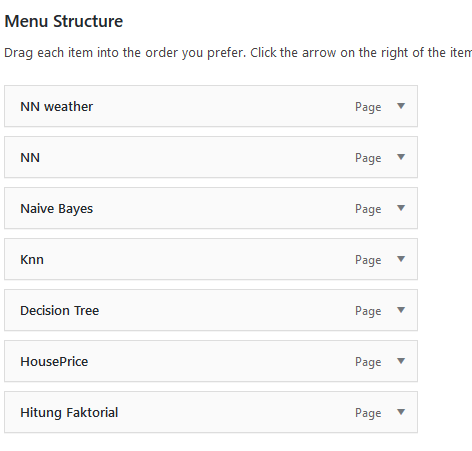 Menu Structure
Drag each item into the order you prefer. Click the arrow on the right of the item
NN weather Page
NN Page
Naive Bayes Page
Knn Page
Decision Tree Page
HousePrice Page
Hitung Faktorial Page